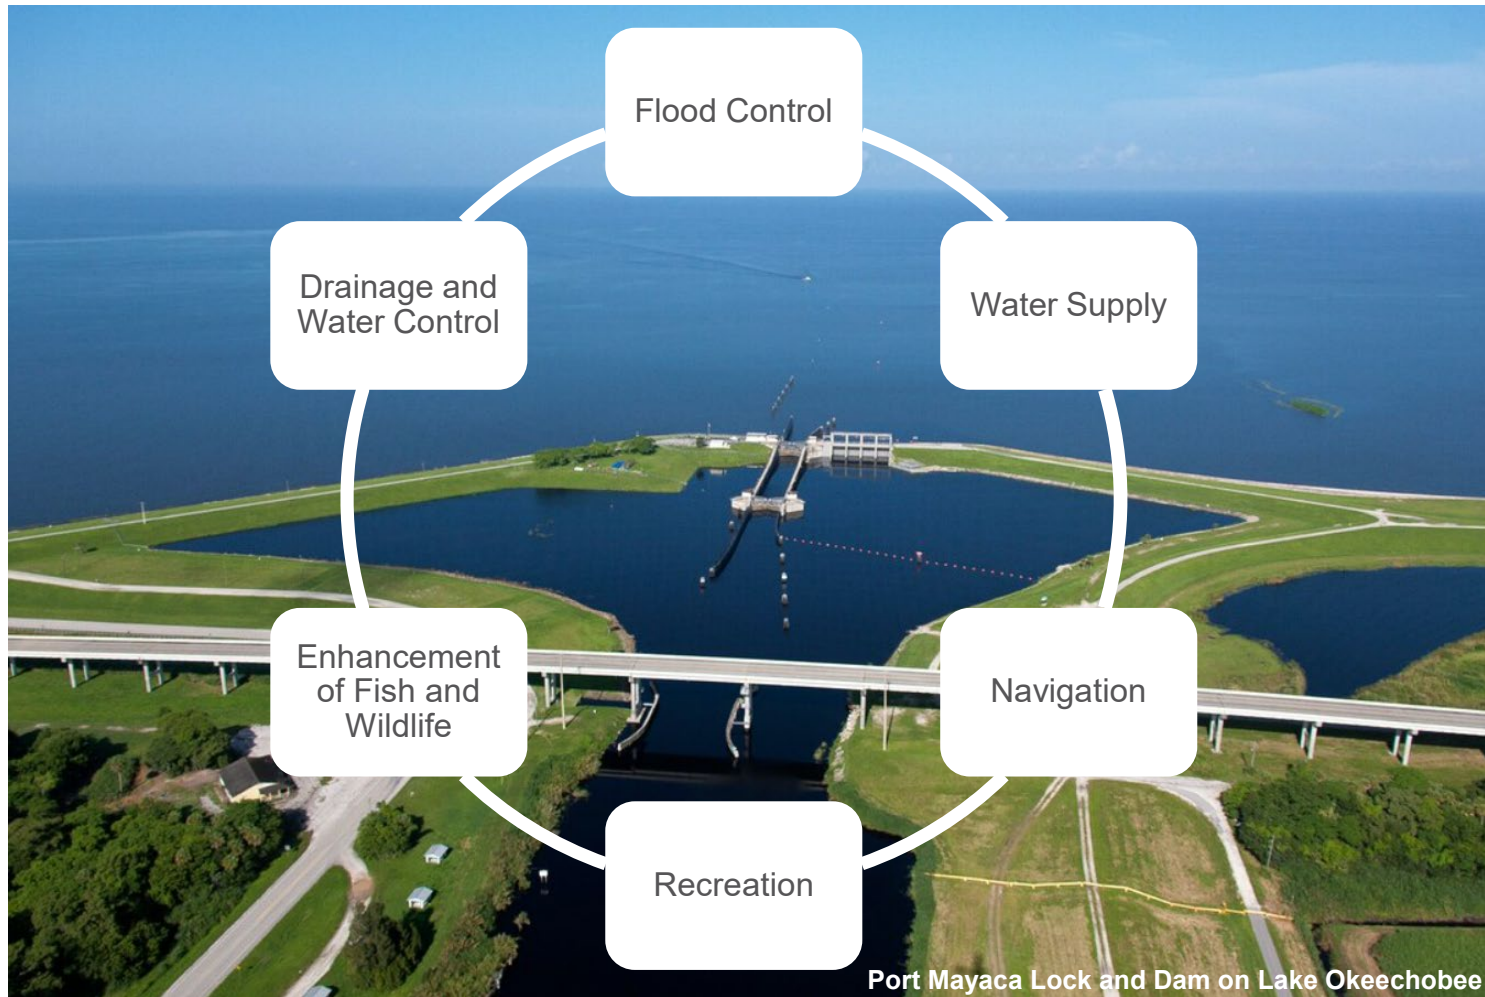 Flood Control
Drainage and
Water Control
Water Supply
Enhancement
of Fish and
Wildlife
Navigation
Recreation
Port Mayaca Lock and Dam on Lake Okeechobee